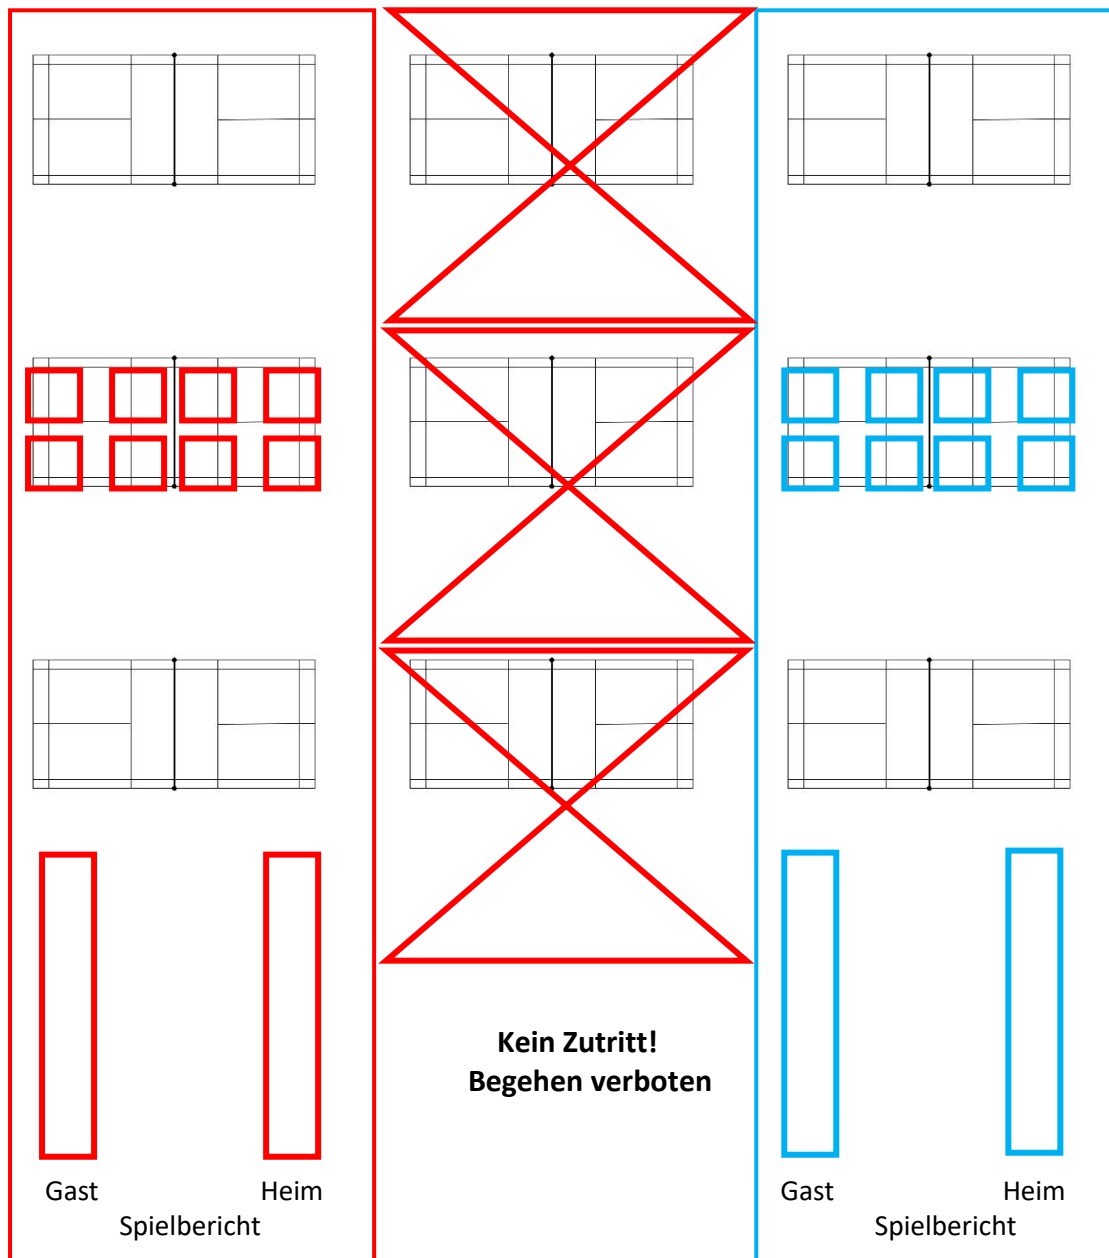 Kein Zutritt!
Begehen verboten
Gast Heim
Spielbericht
Gast Heim
Spielbericht